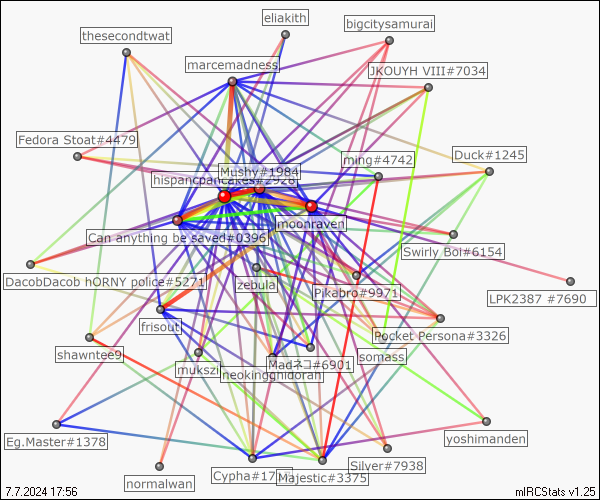 eliakith
bigcitysamurai
thesecondtwat
marcemadness
JKOUYH VIII#7034
Fedora Stoat#4479
ming#4742
Duck#1245
Mushy#1984
hispancpancakes#2928
moonraven
Can anything be saved#0396
Swirly Boi#6154
DacobDacob hORNY police#5271
zebula
Pikabro#9971
LPK2387 #7690
frisout
Pocket Persona#3326
shawntee9
mukszi
Madネコ#6901
somass
neokingghidorah
Eg.Master#1378
yoshimanden
normalwan
Cypha#17
Majestic#3375
Silver#7938
7.7.2024 17:56
mIRCStats v1.25